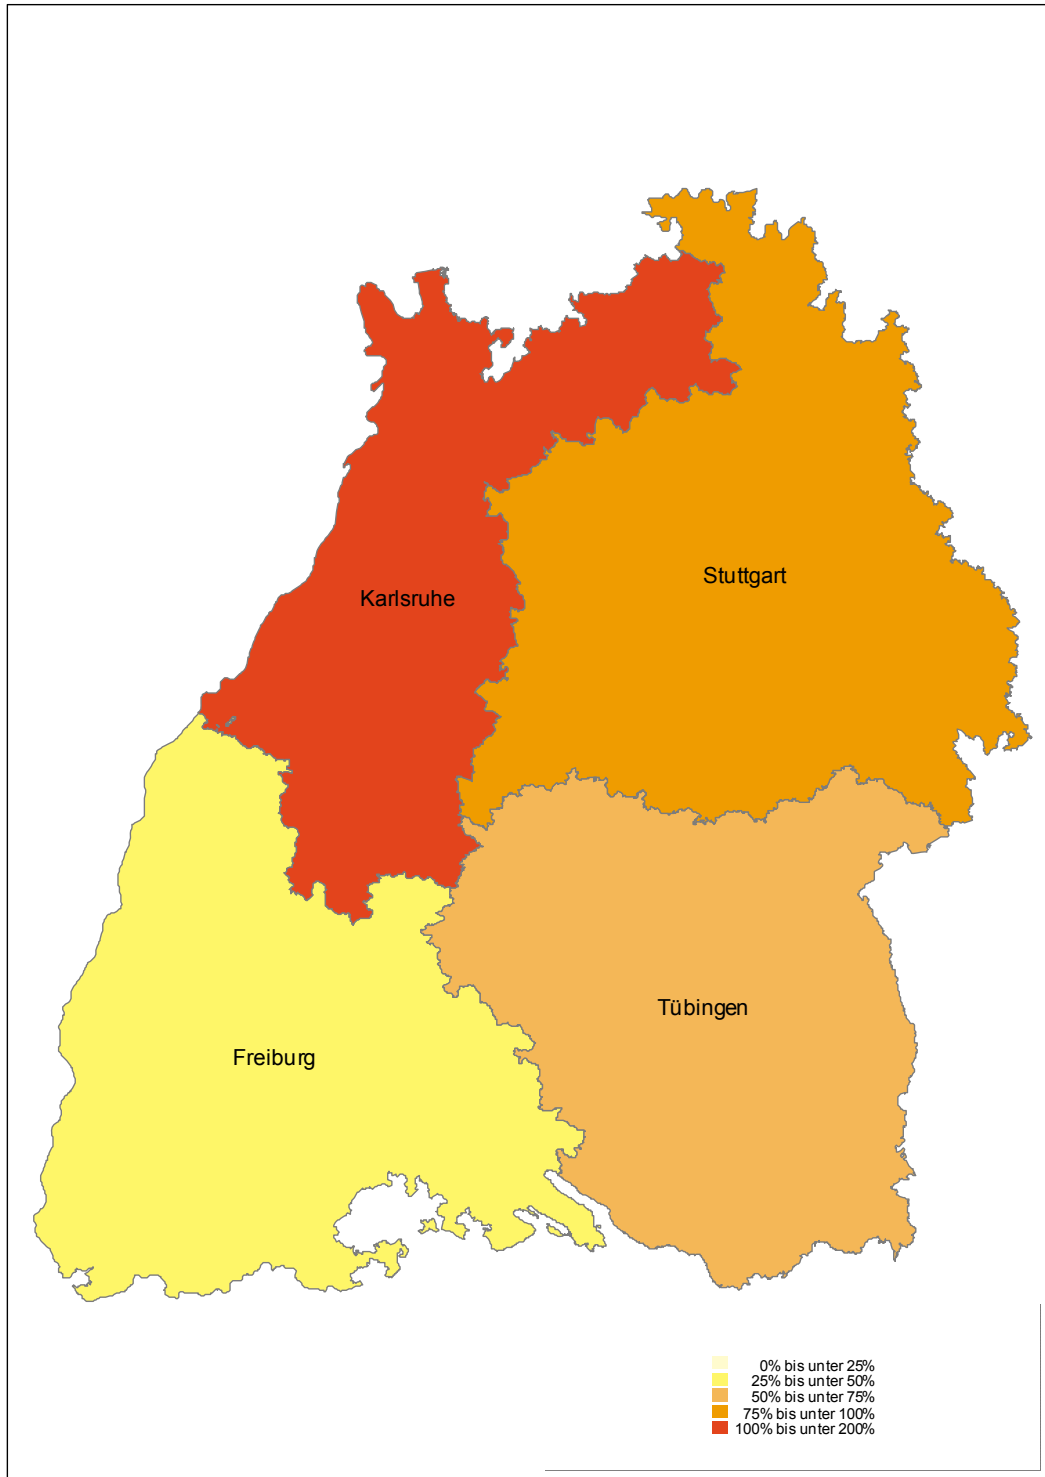 Stuttgart
Karlsruhe
Tübingen
Freiburg
0% bis unter 25%
25% bis unter 50%
50% bis unter 75%
75% bis unter 100%
100% bis unter 200%